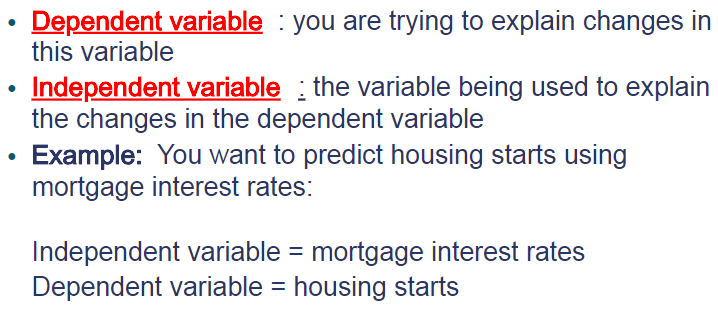 • Dependent variable : you are trying to explain changes in
this variable
• Independent variable : the variable being used to explain
the changes in the dependent variable
• Example: You want to predict housing starts using
mortgage interest rates:
Independent variable = mortgage interest rates
Dependent variable = housing starts